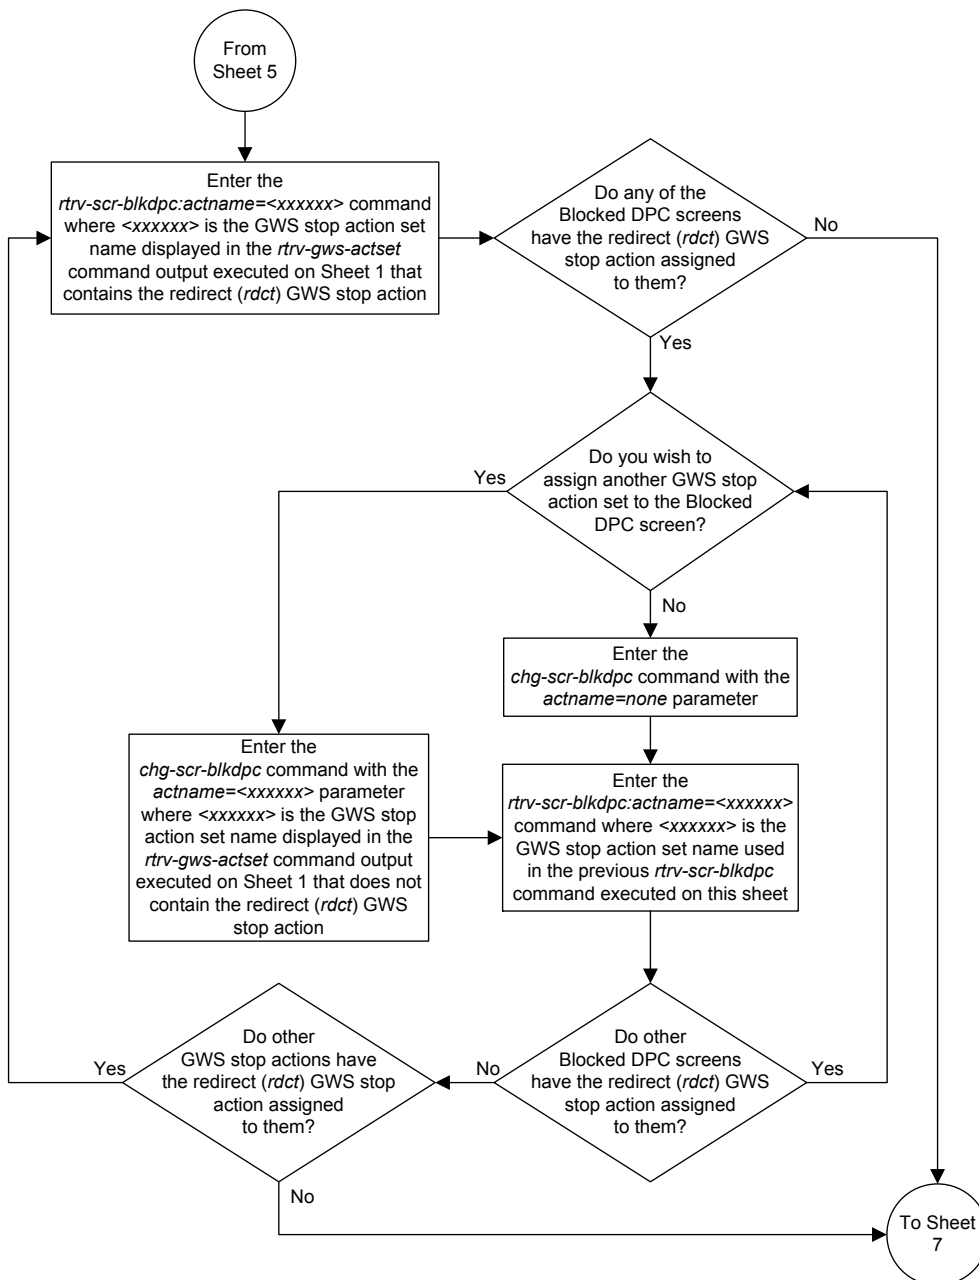 From
Sheet 5
Enter the
rtrv-scr-blkdpc:actname=<xxxxxx> command
where <xxxxxx> is the GWS stop action set
name displayed in the rtrv-gws-actset
command output executed on Sheet 1 that
contains the redirect (rdct) GWS stop action
Do any of the
Blocked DPC screens
have the redirect (rdct) GWS
stop action assigned
to them?
No
Yes
Do you wish to
assign another GWS stop
action set to the Blocked
DPC screen?
Yes
No
Enter the
chg-scr-blkdpc command with the
actname=none parameter
Enter the
chg-scr-blkdpc command with the
actname=<xxxxxx> parameter
where <xxxxxx> is the GWS stop
action set name displayed in the
rtrv-gws-actset command output
executed on Sheet 1 that does not
contain the redirect (rdct) GWS
stop action
Enter the
rtrv-scr-blkdpc:actname=<xxxxxx>
command where <xxxxxx> is the
GWS stop action set name used
in the previous rtrv-scr-blkdpc
command executed on this sheet
Do other
Blocked DPC screens
have the redirect (rdct) GWS
stop action assigned
to them?
Yes
No
Do other
GWS stop actions have
the redirect (rdct) GWS stop
action assigned
to them?
Yes
No
To Sheet
7